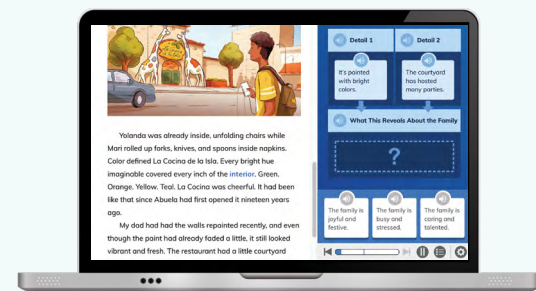 Yolanda was already inside, unfolding chairs while
Mari rolled up forks, knives, and spoons inside napkins.
Color defined La Cocina de la Isla. Every bright hue
imaginable covered every inch of the interior. Green.
Orange. Yellow. Teal. La Cocina was cheerful. It had been
like that since Abuela had first opened it nineteen years
ago.
My dad had had the walls repainted recently, and even
though the paint had already faded a little, it still looked
vibrant and fresh. The restaurant had a little courtyard
Detail 1
Detail 2
It's painted
with bright
colors.
The courtyard
has hosted
many parties.
What This Reveals About the Family
?
The family is
joyful and
festive.
The family is
busy and
stressed.
The family is
caring and
talented.